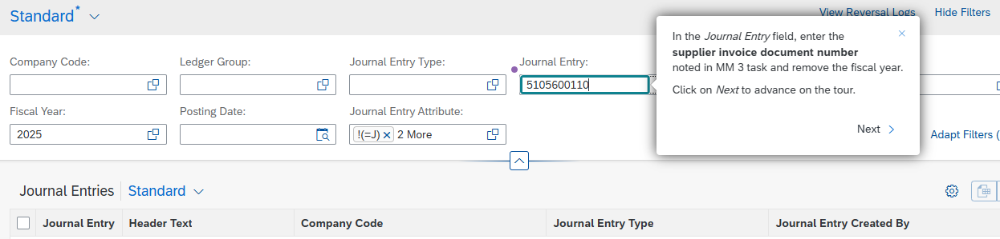 Standard*
View Reversal Logs Hide Filters
In the Journal Entry field, enter the
supplier invoice document number
noted in MM 3 task and remove the fiscal year.
Click on Next to advance on the tour.
Next
Company Code: Ledger Group: Journal Entry Type: Journal Entry:
5105600110
Fiscal Year: Posting Date: Journal Entry Attribute:
2025 !(=J) 2 More
Adapt Filters (
Journal Entries Standard
Journal Entry Header Text Company Code Journal Entry Type Journal Entry Created By